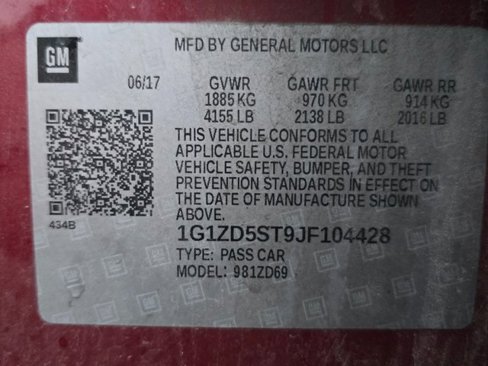 GM
MFD BY GENERAL MOTORS LLC
06/17 GVWR GAWR FRT GAWR RR
1885 KG 970 KG 914 KG
4155 LB 2138 LB 2016 LB
THIS VEHICLE CONFORMS TO ALL
APPLICABLE U.S. FEDERAL MOTOR
VEHICLE SAFETY, BUMPER, AND THEFT
PREVENTION STANDARDS IN EFFECT ON
THE DATE OF MANUFACTURE SHOWN
ABOVE.
434B
1G1ZD5ST9JF104428
TYPE: PASS CAR
MODEL: 981ZD69